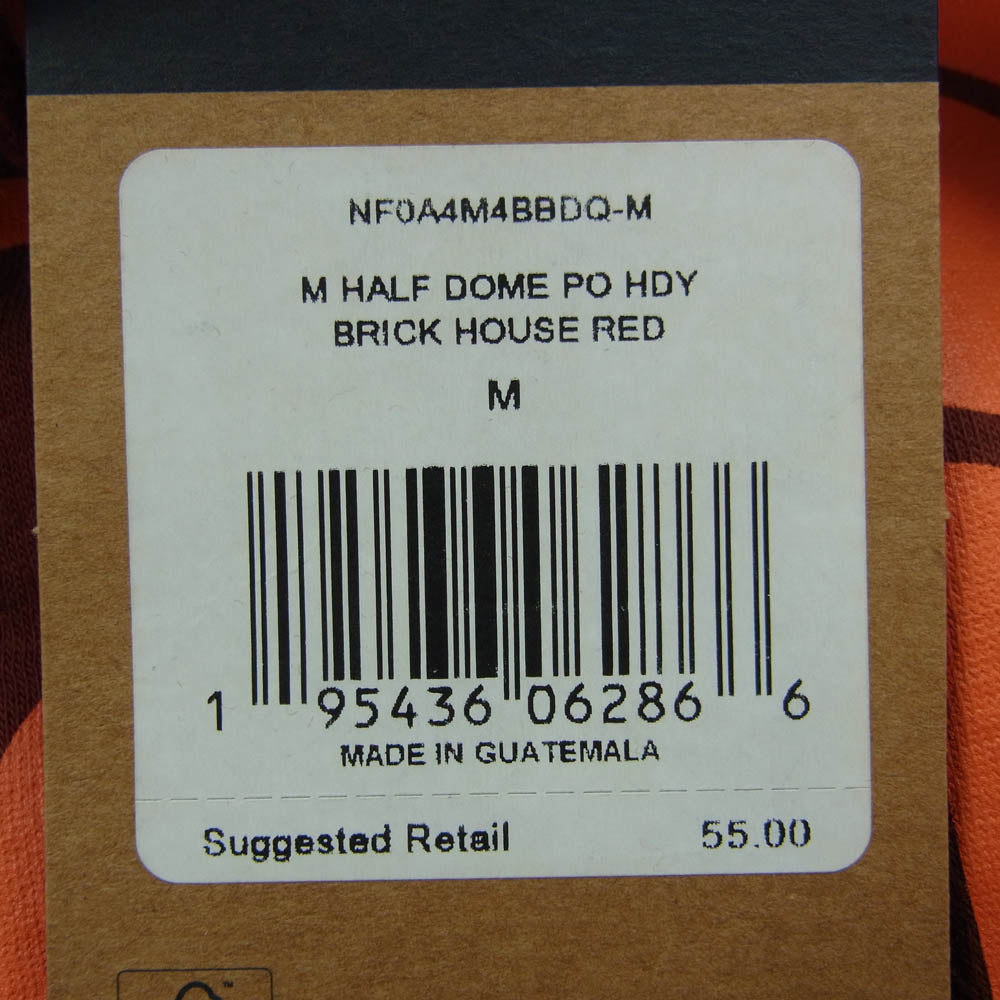 NF0A4M4BBDQ-M
M HALF DOME PO HDY
BRICK HOUSE RED
M
1 95436 06286 6
MADE IN GUATEMALA
Suggested Retail 55.00
™